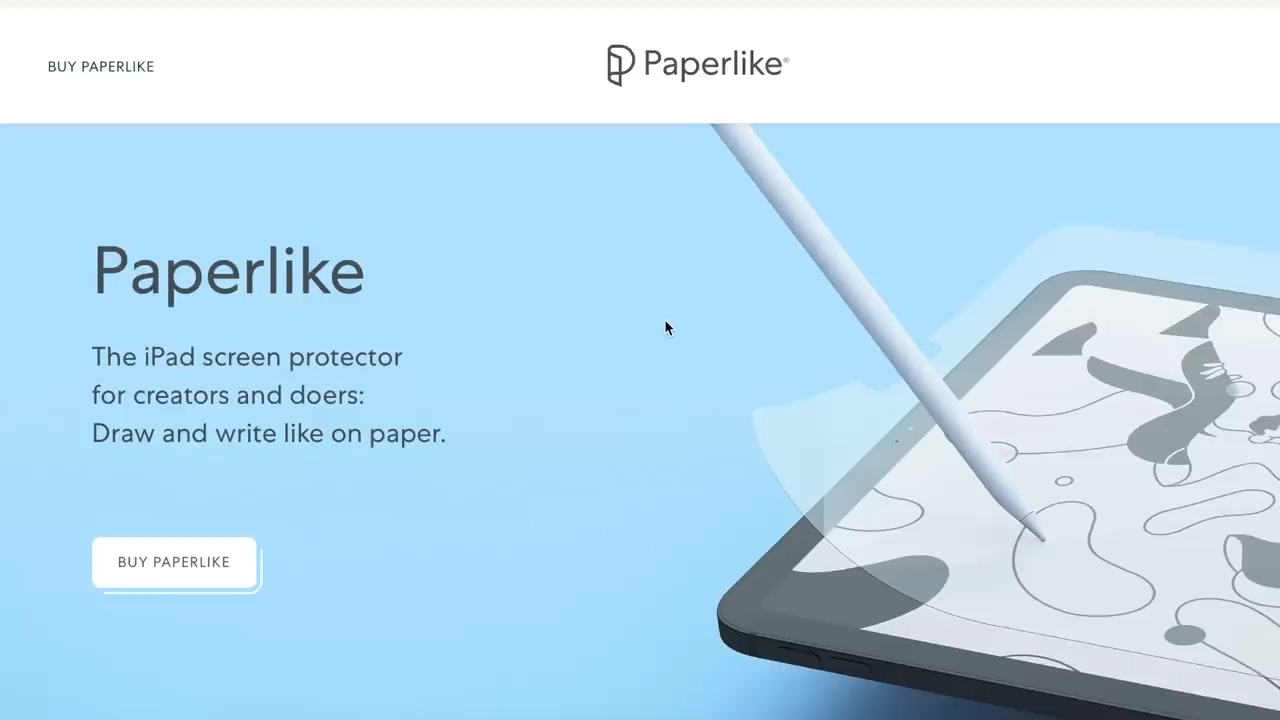 BUY PAPERLIKE
Paperlike®
Paperlike
The iPad screen protector
for creators and doers:
Draw and write like on paper.
BUY PAPERLIKE